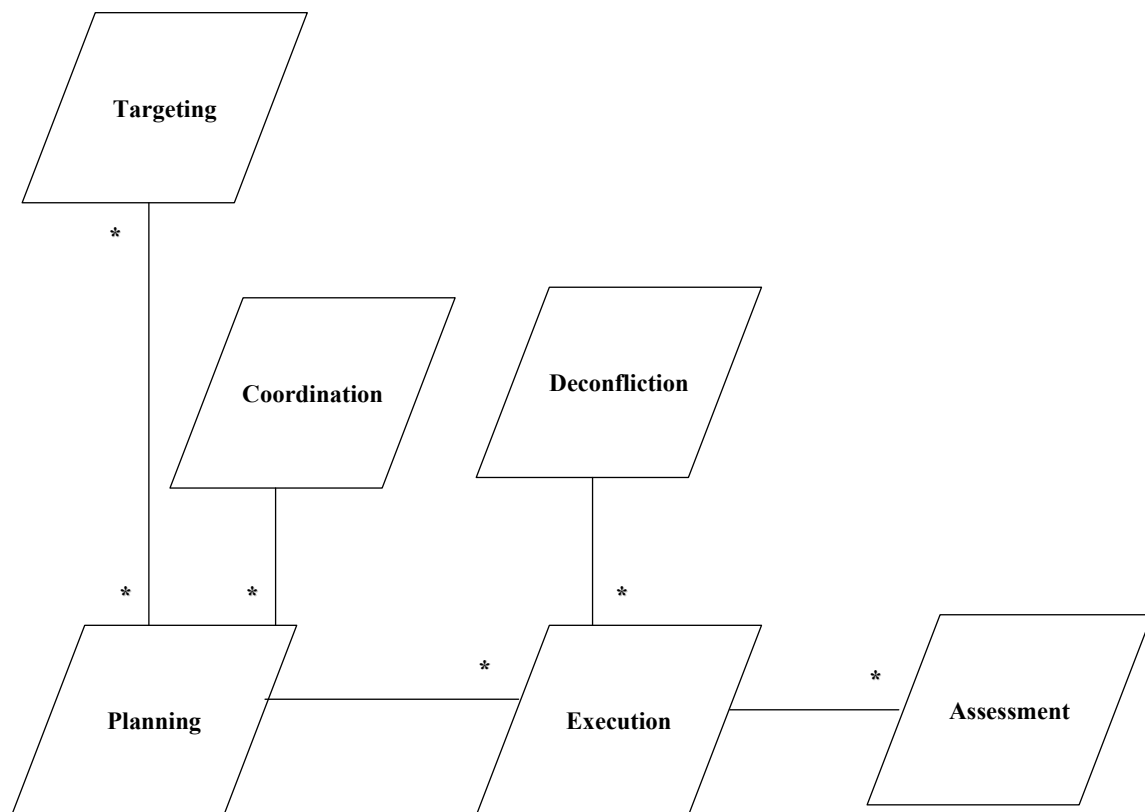 Targeting
*
Coordination
Deconfliction
*
*
*
*
*
Planning
Execution
Assessment